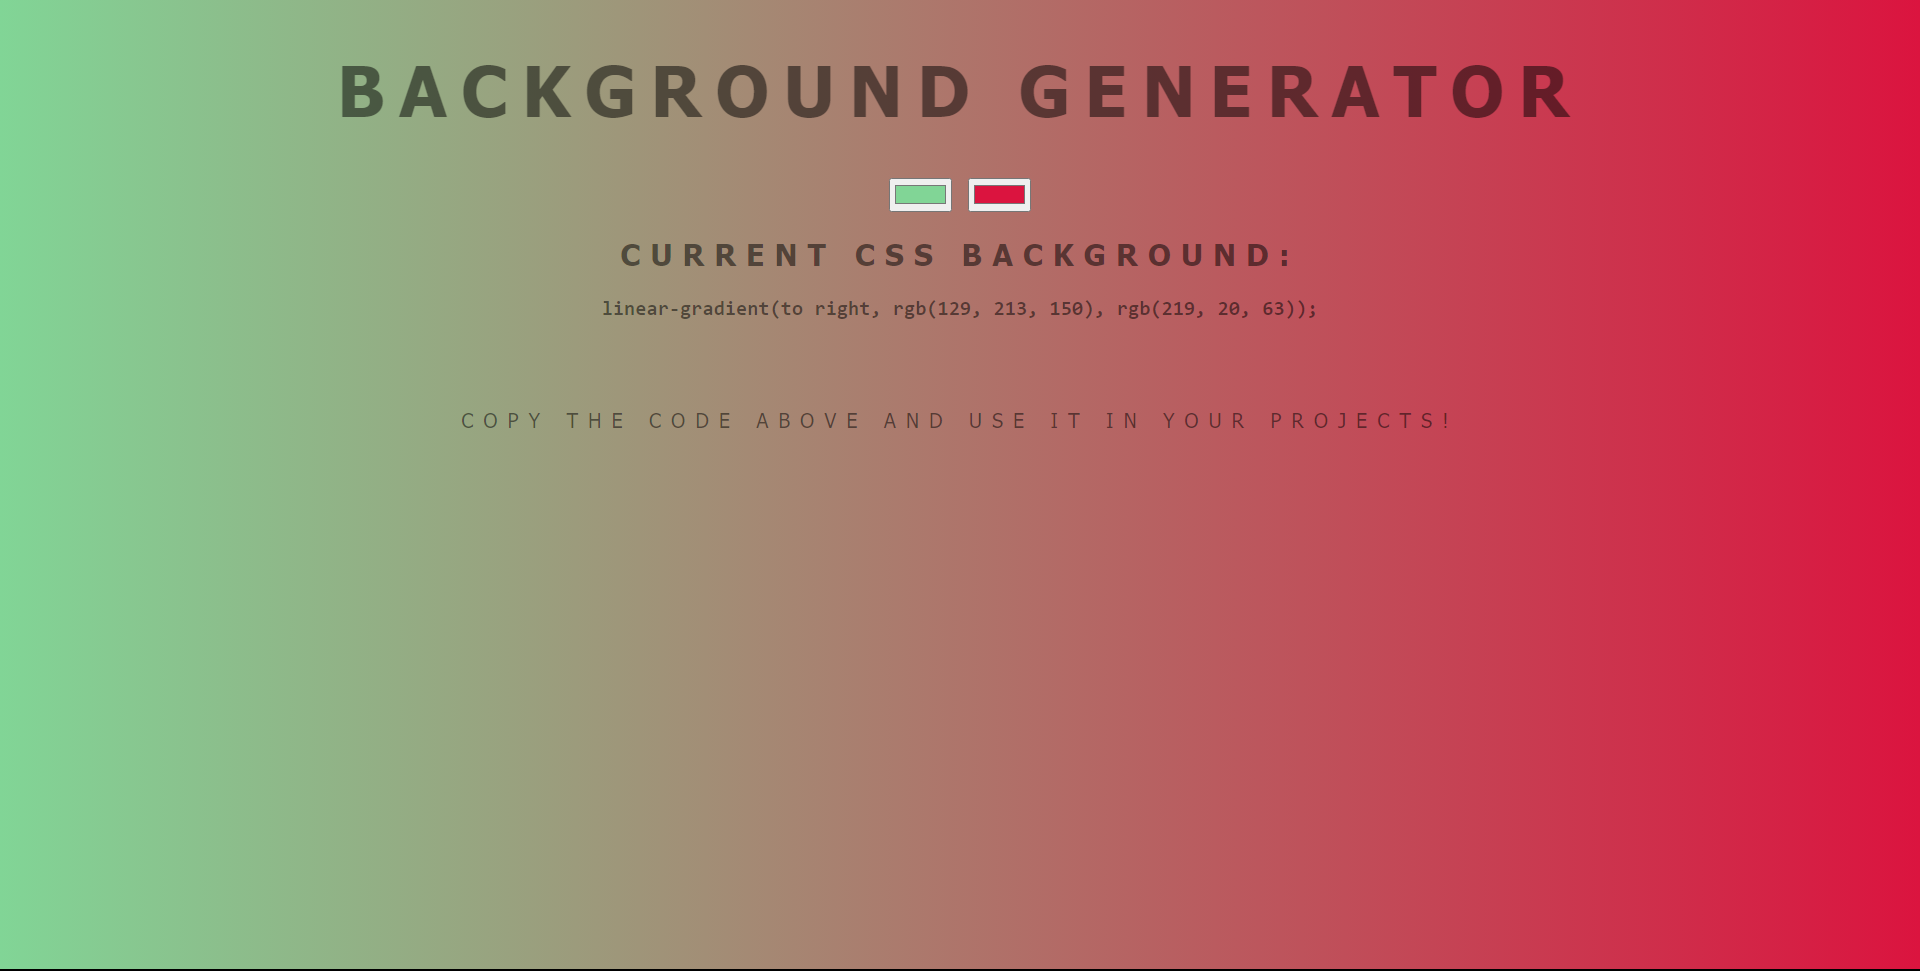 BACKGROUND GENERATOR
CURRENT CSS BACKGROUND:
linear-gradient(to right, rgb(129, 213, 150), rgb(219, 20, 63));
COPY THE CODE ABOVE AND USE IT IN YOUR PROJECTS!